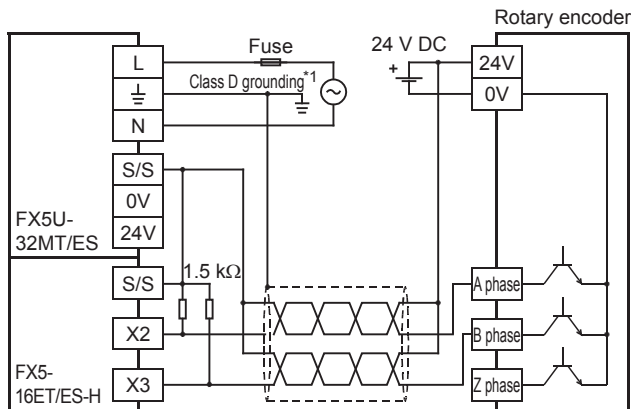 Rotary encoder
Fuse
24 V DC
L
24V
Class D grounding*1
+
0V
N
S/S
0V
FX5U-
32MT/ES
24V
S/S
1.5 kΩ
A phase
X2
B phase
FX5-
16ET/ES-H
X3
Z phase